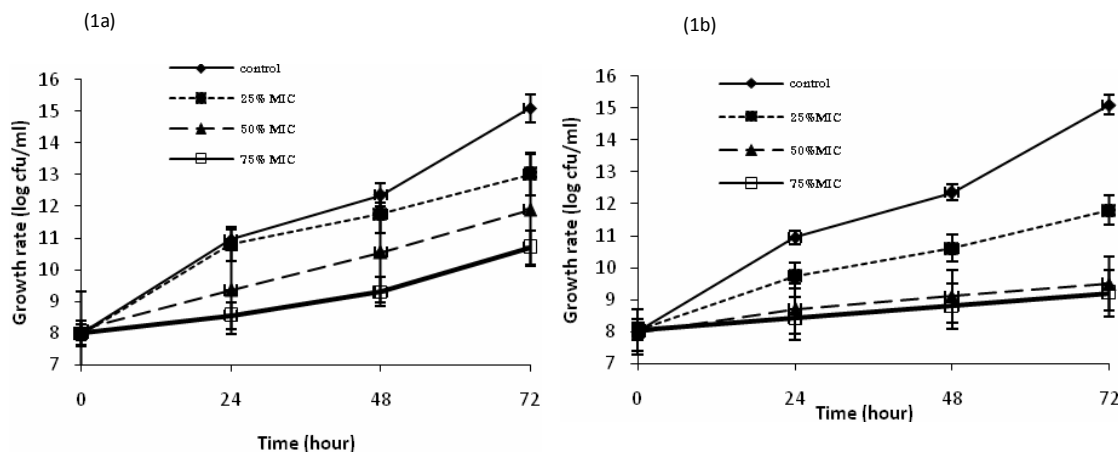 (1a)
control
25% MIC
50% MIC
75% MIC
16
15
14
13
12
11
10
9
8
7
Growth rate (log cfu/ml)
0
24
48
72
Time (hour)
(1b)
control
25%MIC
50%MIC
75%MIC
16
15
14
13
12
11
10
9
8
7
Growth rate (log cfu/ml)
0
24
48
72
Time (hour)